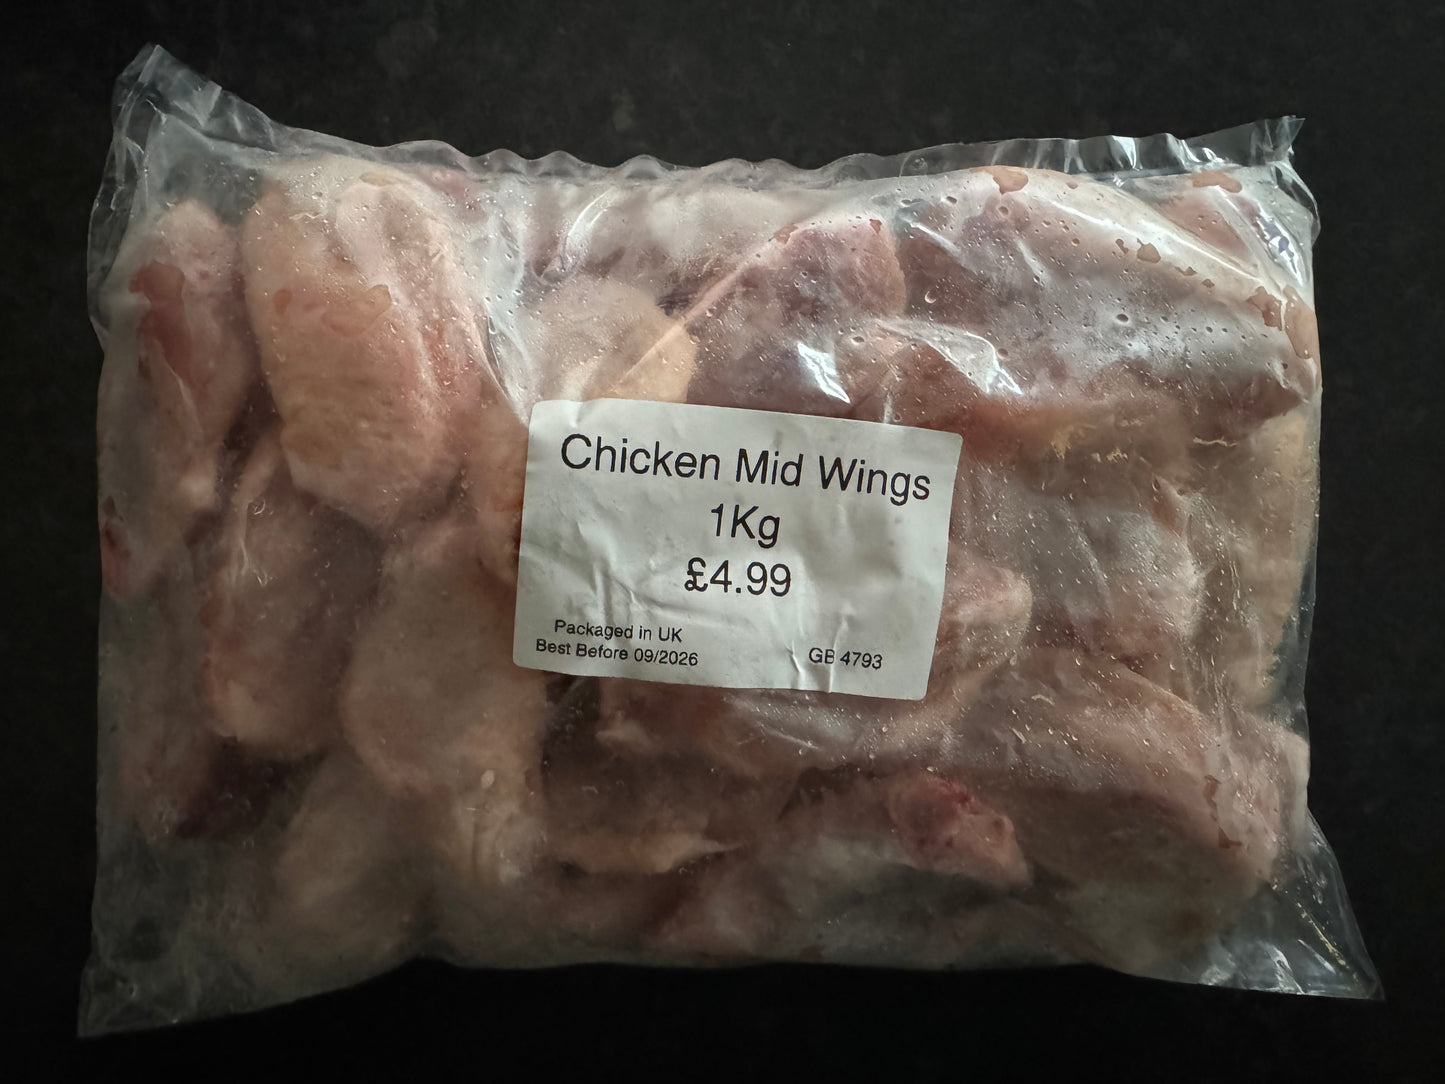 Chicken Mid Wings
1Kg
£4.99
Packaged in UK
Best Before 09/2026
GB 4793